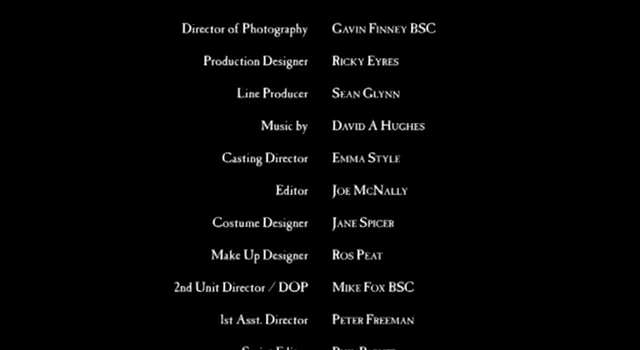 Director of Photography GAVIN FINNEY BSC
Production Designer RICKY EYRES
Line Producer SEAN GLYNN
Music by DAVID A HUGHES
Casting Director EMMA STYLE
Editor JOE MCNALLY
Costume Designer JANE SPICER
Make Up Designer ROS PEAT
2nd Unit Director / DOP MIKE FOX BSC
1st Asst. Director PETER FREEMAN